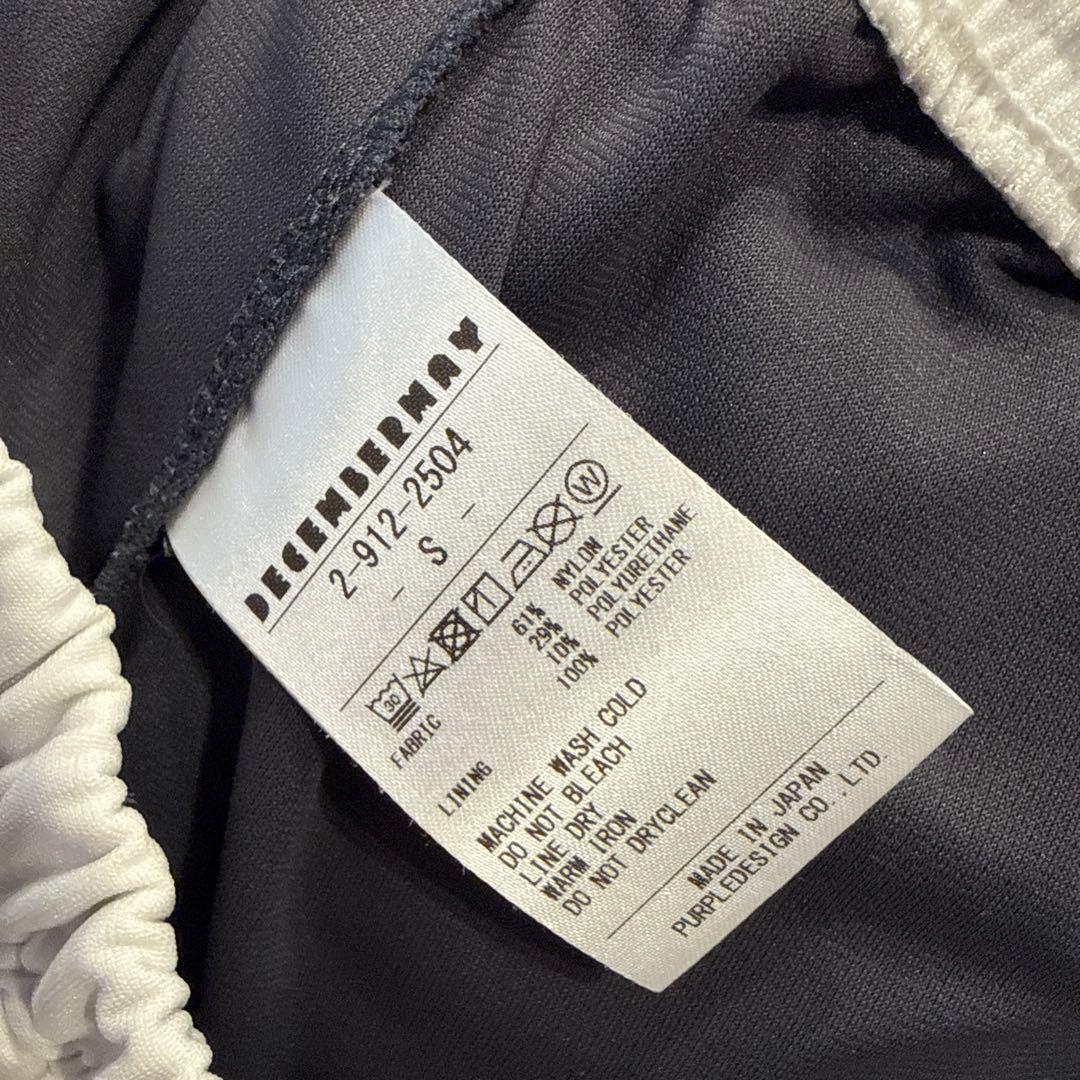 DECEMBERMAY
2-912-2504
- S -
30 W
FABRIC 61% NYLON
29% POLYESTER
10% POLYURETHANE
LINING 100% POLYESTER
MACHINE WASH COLD
DO NOT BLEACH
LINE DRY
WARM IRON
DO NOT DRYCLEAN
MADE IN JAPAN
PURPLEDESIGN CO.,LTD.